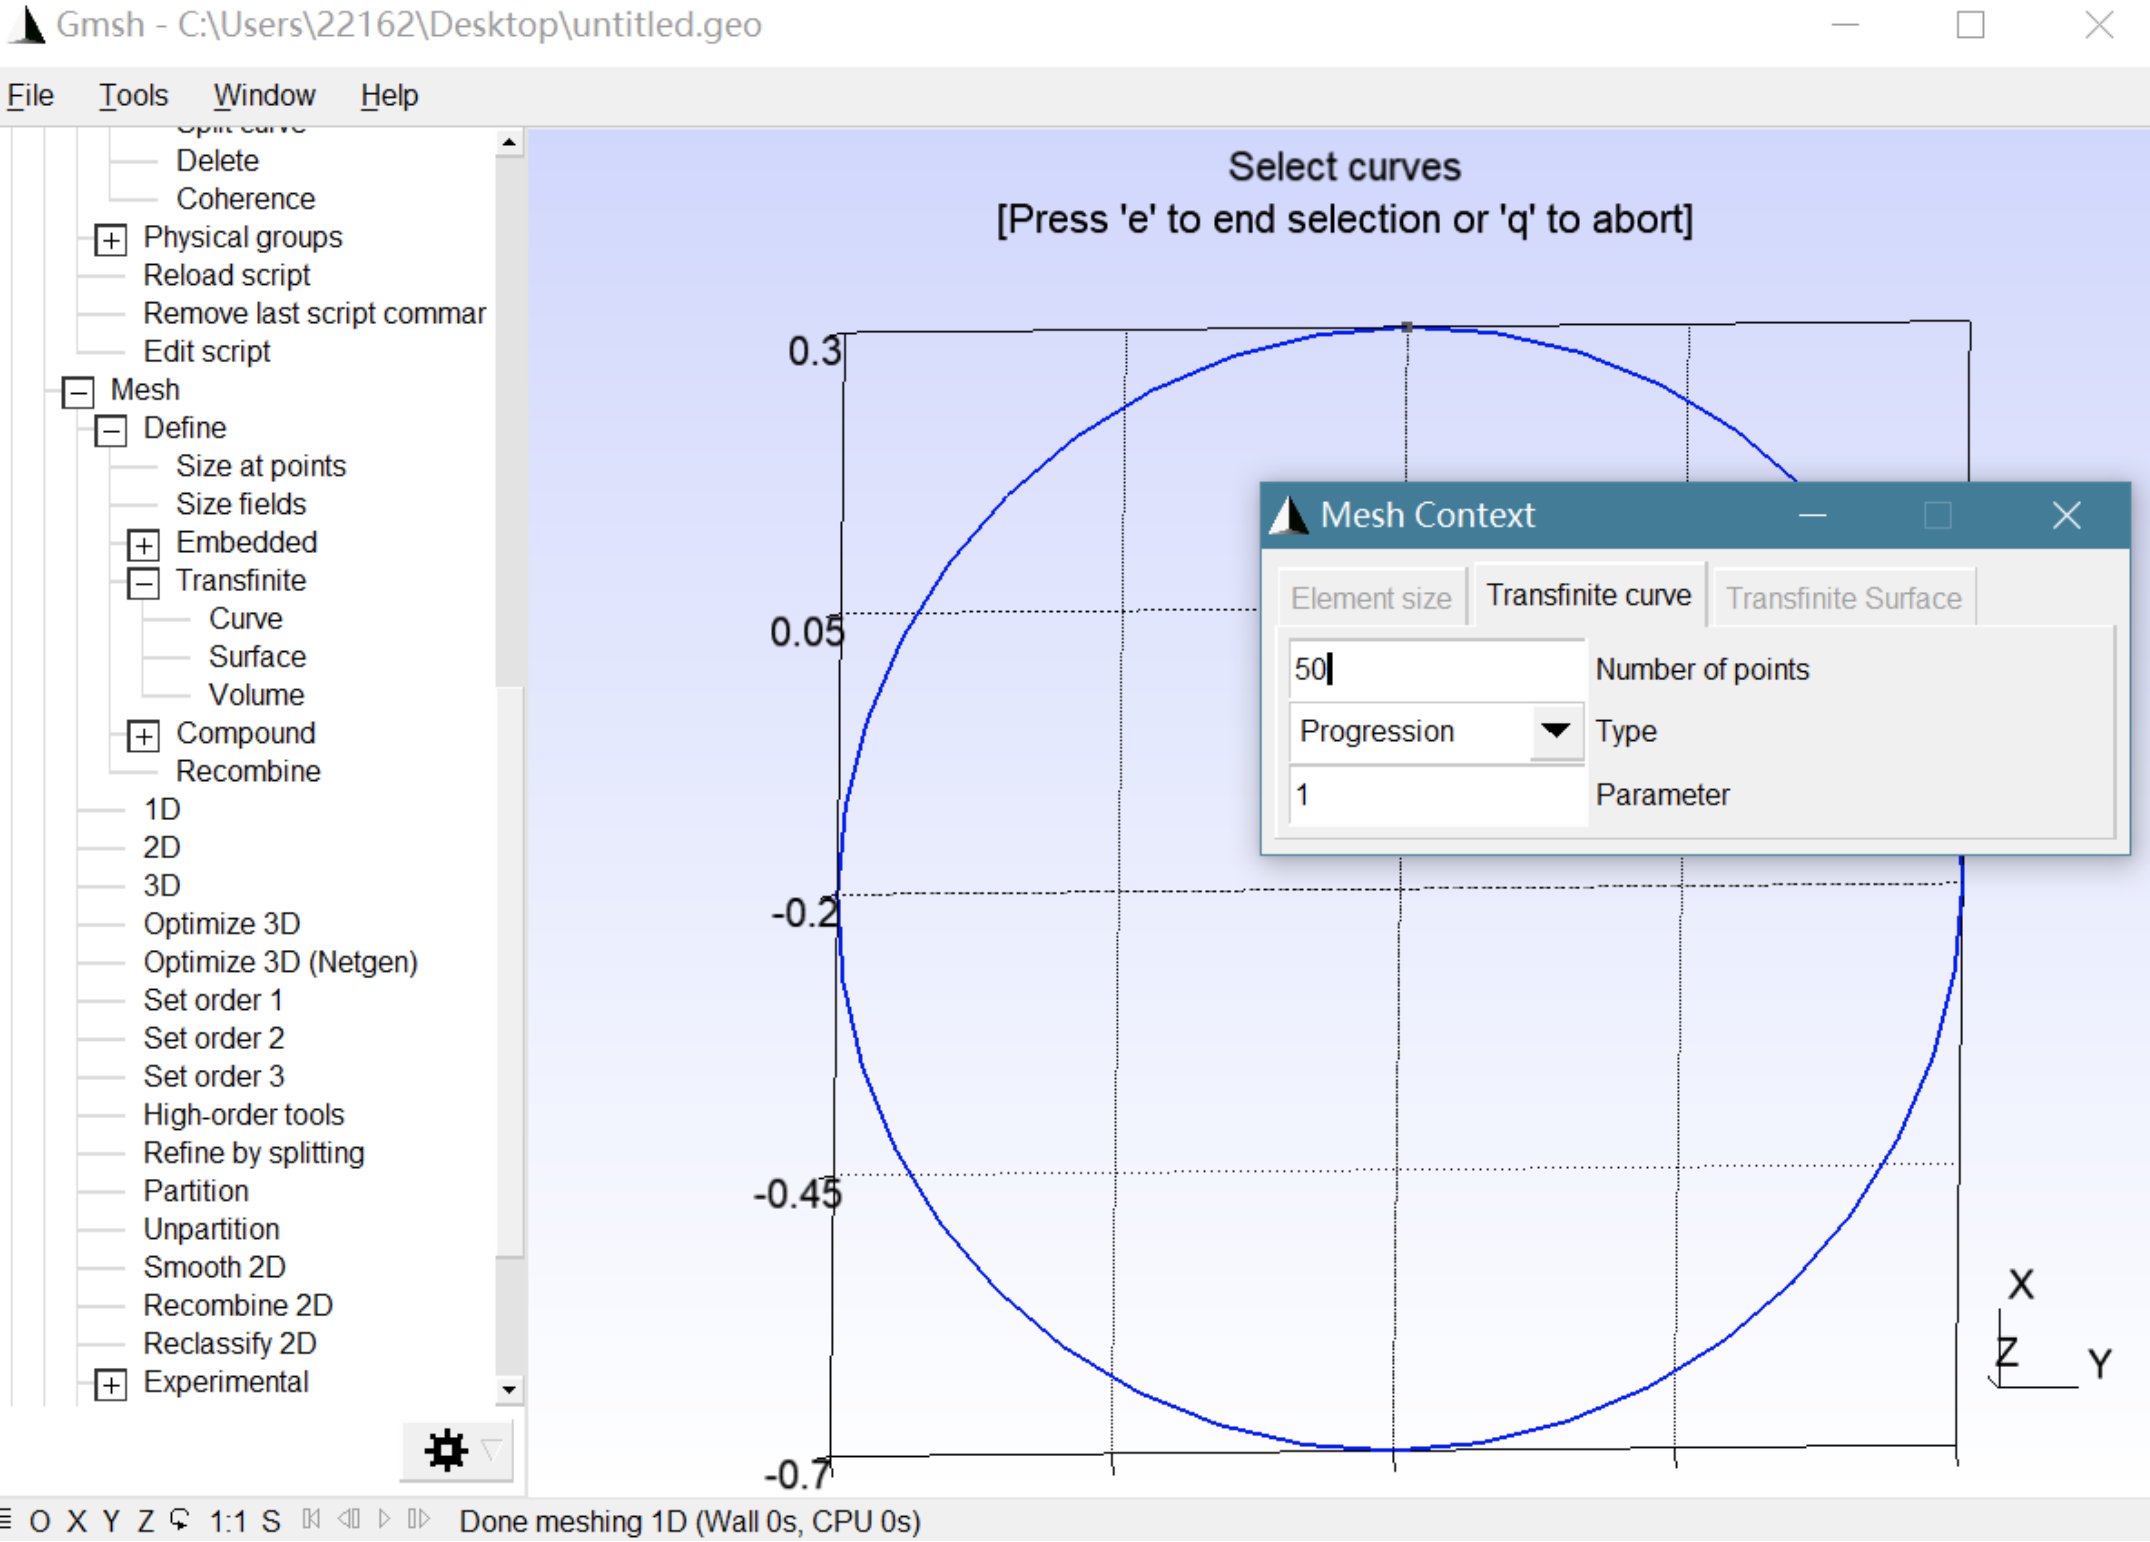 Gmsh - C:\Users\22162\Desktop\untitled.geo
File Tools Window Help
Split curve
Delete
Coherence
Physical groups
Reload script
Remove last script commar
Edit script
Mesh
Define
Size at points
Size fields
Embedded
Transfinite
Curve
Surface
Volume
Compound
Recombine
1D
2D
3D
Optimize 3D
Optimize 3D (Netgen)
Set order 1
Set order 2
Set order 3
High-order tools
Refine by splitting
Partition
Unpartition
Smooth 2D
Recombine 2D
Reclassify 2D
Experimental
Select curves
[Press 'e' to end selection or 'q' to abort]
0.3
0.05
-0.2
-0.45
-0.7
Mesh Context
Element size Transfinite curve Transfinite Surface
50 Number of points
Progression Type
1 Parameter
X
Z Y
O X Y Z 1:1 S Done meshing 1D (Wall 0s, CPU 0s)